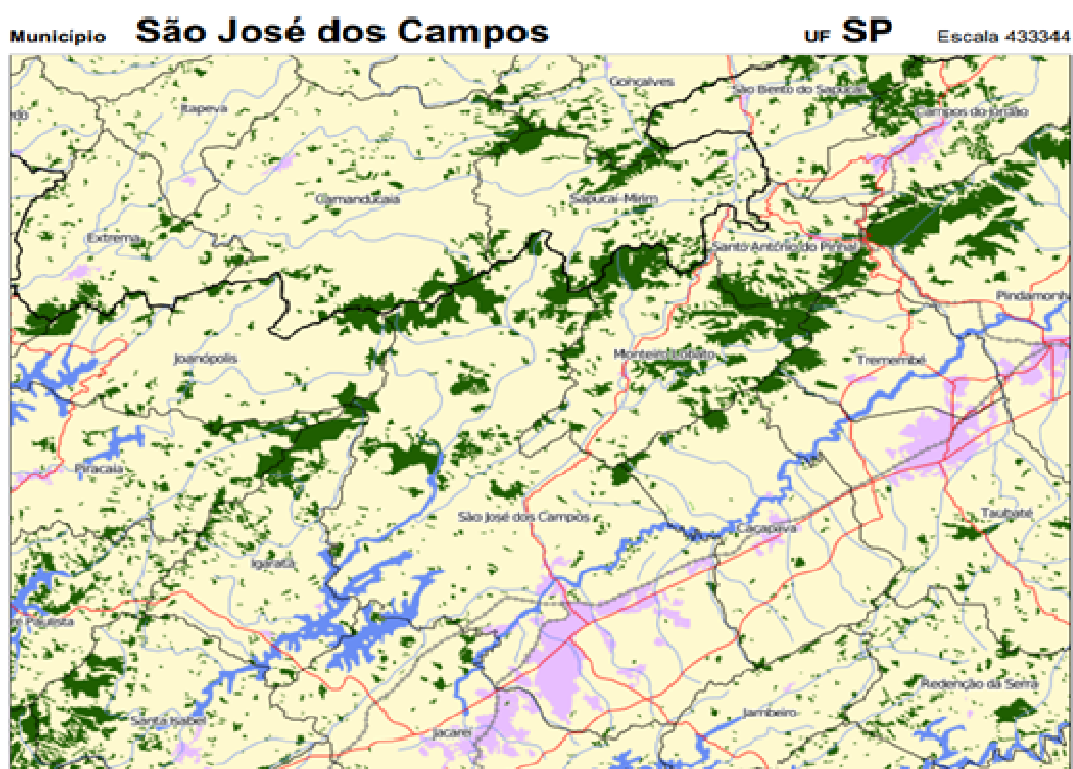 Município São José dos Campos UF SP Escala 433344
Gonçalves
São Bento do Sapucaí
Itapeva
Campos do Jordão
Camanducaia
Sapucaí-Mirim
Extrema
Santo Antônio do Pinhal
Pindamonh
Joanópolis
Monteiro Lobato
Tremembé
Piracaia
São José dos Campos
Caçapava
Taubaté
Igaratá
Paulista
Redenção da Serra
Santa Isabel
Jambeiro
Jacareí